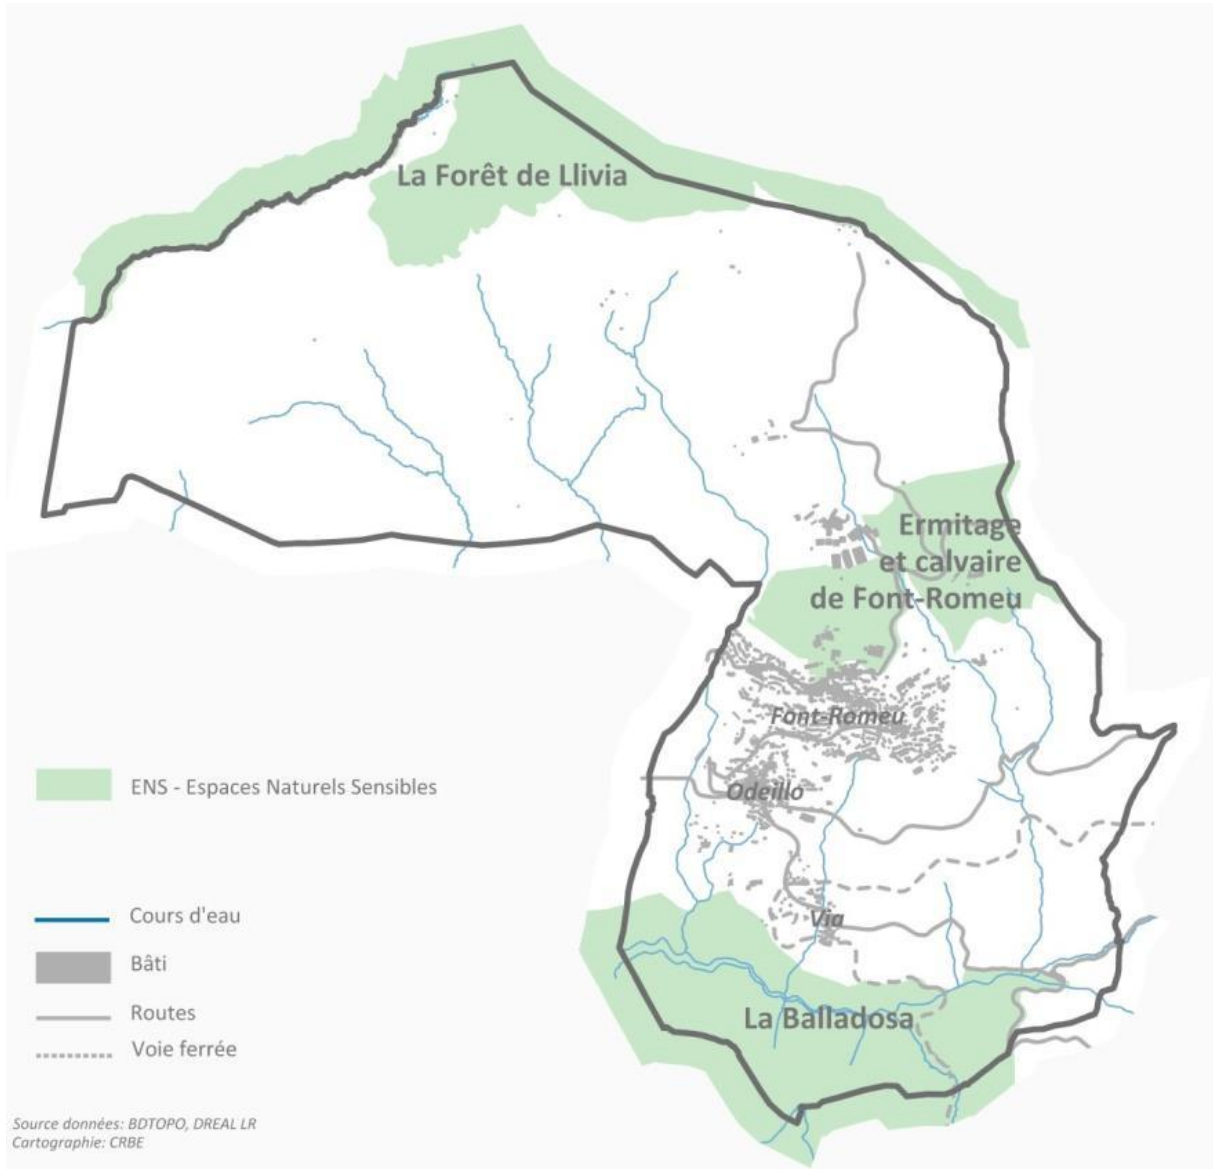 La Forêt de Llivia
Ermitage
et calvaire
de Font-Romeu
Font-Romeu
Odeillo
Via
La Balladosa
ENS - Espaces Naturels Sensibles
Cours d'eau
Bâti
Routes
Voie ferrée
Source données: BDTOPO, DREAL LR
Cartographie: CRBE